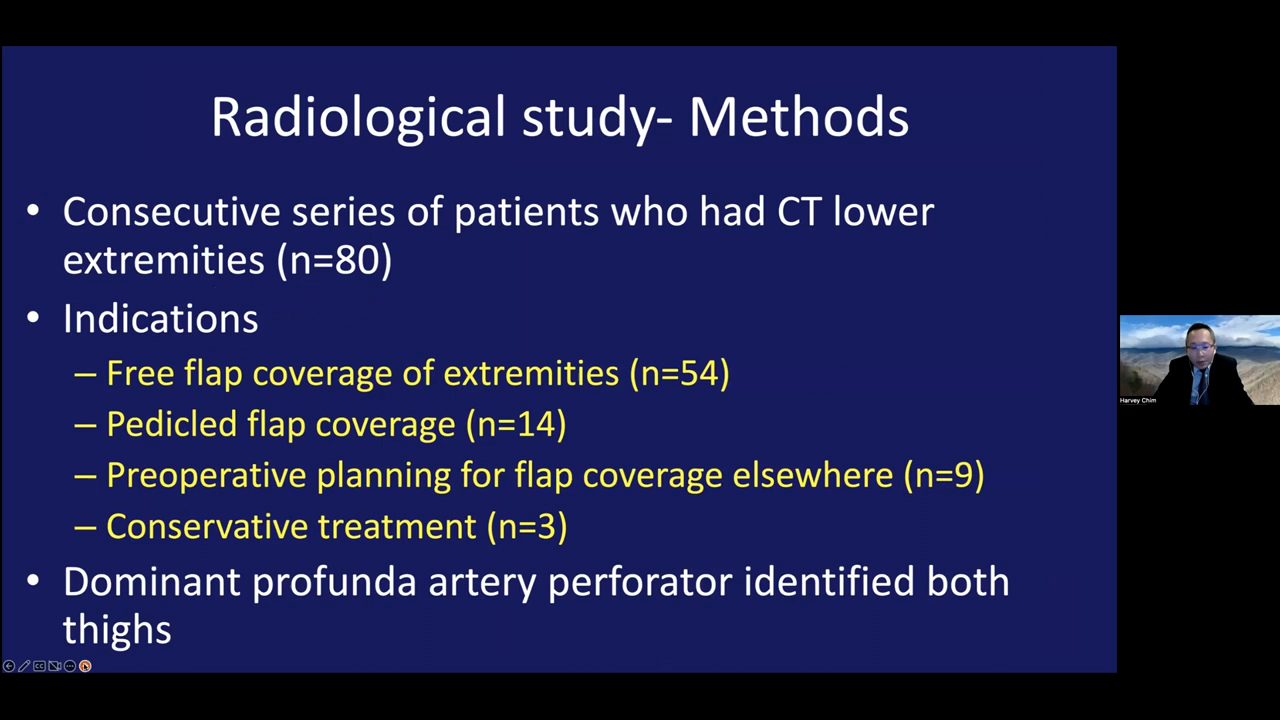 Radiological study- Methods
• Consecutive series of patients who had CT lower
extremities (n=80)
• Indications
– Free flap coverage of extremities (n=54)
– Pedicled flap coverage (n=14)
– Preoperative planning for flap coverage elsewhere (n=9)
– Conservative treatment (n=3)
• Dominant profunda artery perforator identified both
thighs
Harvey Chim